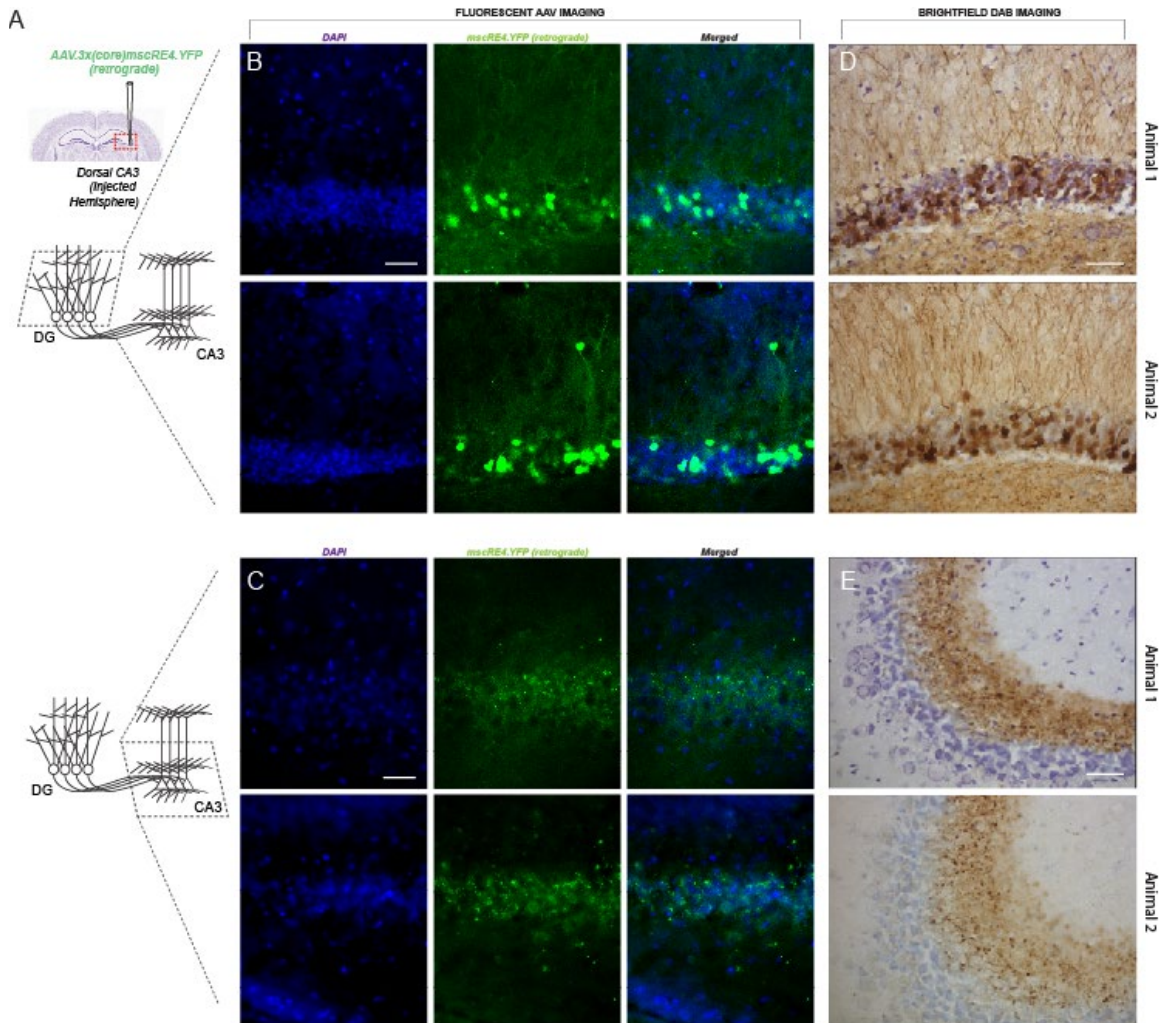 A
FLUORESCENT AAV IMAGING
BRIGHTFIELD DAB IMAGING
DAPI
mscRE4.YFP (retrograde)
Merged
AAV.3x(core)mscRE4.YFP
(retrograde)
Dorsal CA3
(Injected
Hemisphere)
DG
CA3
B
D
Animal 1
Animal 2
DAPI
mscRE4.YFP (retrograde)
Merged
C
E
Animal 1
Animal 2
DG
CA3